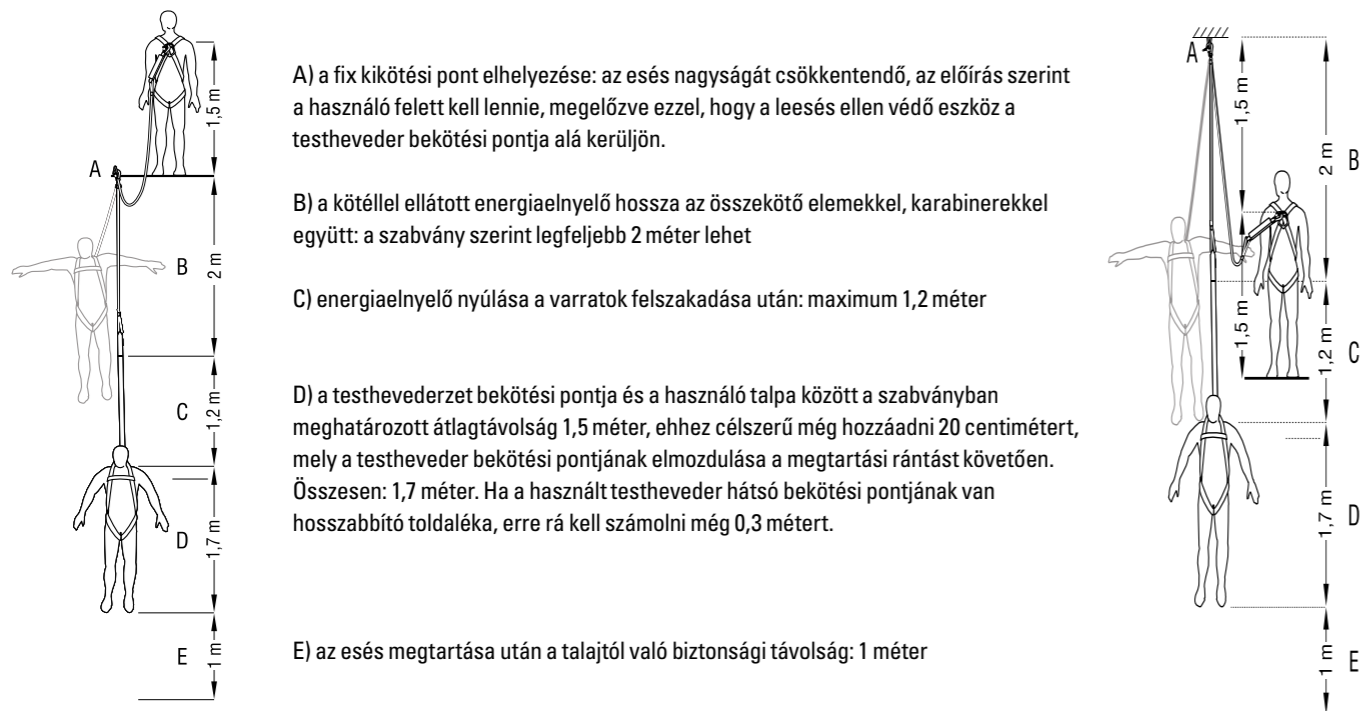 1,5 m
A
B
2 m
C
1,2 m
D
1,7 m
E
1 m
A) a fix kikötési pont elhelyezése: az esés nagyságát csökkentendő, az előírás szerint
a használó felett kell lennie, megelőzve ezzel, hogy a leesés ellen védő eszköz a
testheveder bekötési pontja alá kerüljön.
B) a kötéllel ellátott energiaelnyelő hossza az összekötő elemekkel, karabinerekkel
együtt: a szabvány szerint legfeljebb 2 méter lehet
C) energiaelnyelő nyúlása a varratok felszakadása után: maximum 1,2 méter
D) a testhevederzet bekötési pontja és a használó talpa között a szabványban
meghatározott átlagtávolság 1,5 méter, ehhez célszerű még hozzáadni 20 centimétert,
mely a testheveder bekötési pontjának elmozdulása a megtartási rántást követően.
Összesen: 1,7 méter. Ha a használt testheveder hátsó bekötési pontjának van
hosszabbító toldaléka, erre rá kell számolni még 0,3 métert.
E) az esés megtartása után a talajtól való biztonsági távolság: 1 méter
A
1,5 m
2 m
B
1,5 m
1,2 m
C
1,7 m
D
1 m
E